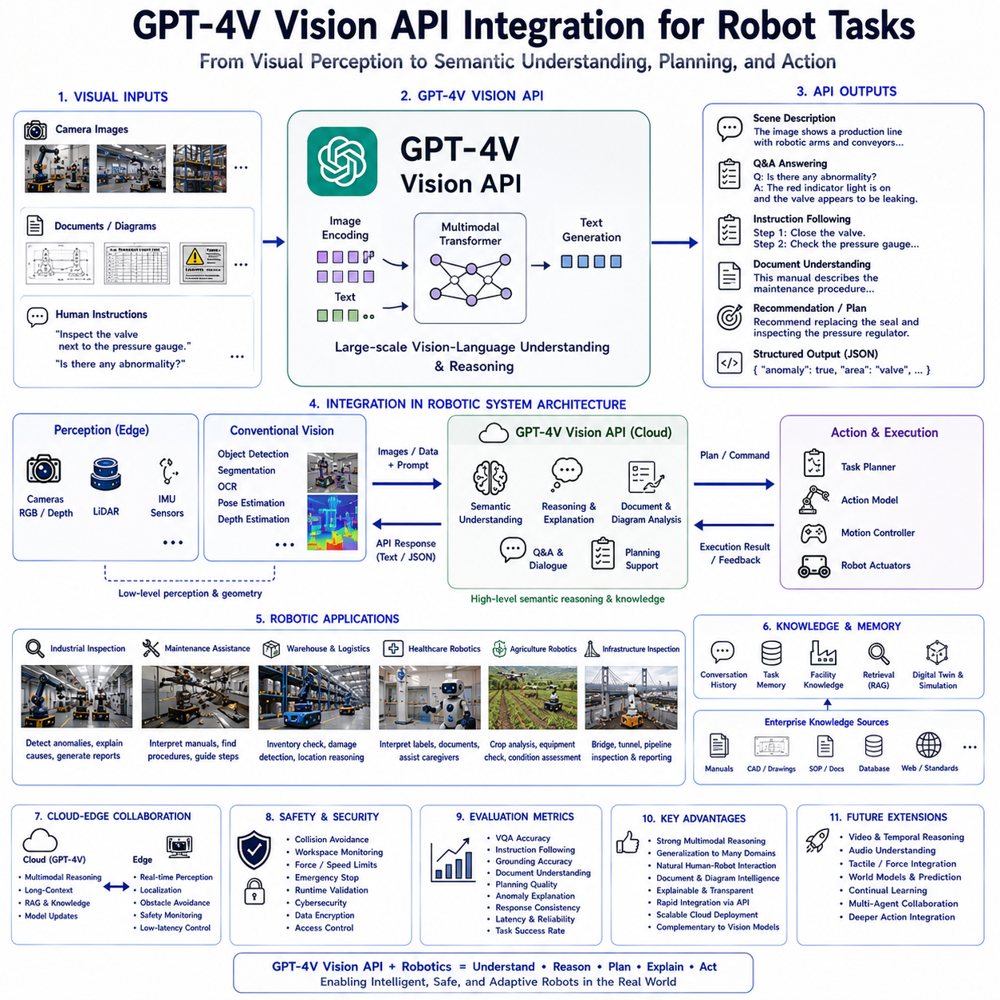 GPT-4V Vision API Integration for Robot Tasks
From Visual Perception to Semantic Understanding, Planning, and Action
1. VISUAL INPUTS
Camera Images
...
Documents / Diagrams
...
Human Instructions
"Inspect the valve
next to the pressure gauge."
"Is there any abnormality?"
...
2. GPT-4V VISION API
GPT-4V
Vision API
Image
Encoding
Text
Multimodal
Transformer
Text
Generation
Large-scale Vision-Language Understanding
& Reasoning
3. API OUTPUTS
Scene Description
The image shows a production line
with robotic arms and conveyors...
Q&A Answering
Q: Is there any abnormality?
A: The red indicator light is on
and the valve appears to be leaking.
Instruction Following
Step 1: Close the valve.
Step 2: Check the pressure gauge...
Document Understanding
This manual describes the
maintenance procedure...
Recommendation / Plan
Recommend replacing the seal and
inspecting the pressure regulator.
Structured Output (JSON)
{ "anomaly": true, "area": "valve", ... }
4. INTEGRATION IN ROBOTIC SYSTEM ARCHITECTURE
Perception (Edge)
Cameras
RGB / Depth
LiDAR
IMU
Sensors
...
Conventional Vision
Object Detection
Segmentation
OCR
Pose Estimation
Depth Estimation
...
Low-level perception & geometry
Images / Data
+ Prompt
API Response
(Text / JSON)
GPT-4V Vision API (Cloud)
Semantic
Understanding
Reasoning &
Explanation
Document &
Diagram Analysis
Q&A &
Dialogue
Planning
Support
High-level semantic reasoning & knowledge
Plan / Command
Execution Result
/ Feedback
Action & Execution
Task Planner
Action Model
Motion Controller
Robot Actuators
5. ROBOTIC APPLICATIONS
Industrial Inspection
Detect anomalies, explain
causes, generate reports
Maintenance Assistance
Interpret manuals, find
procedures, guide steps
Warehouse & Logistics
Inventory check, damage
detection, location reasoning
Healthcare Robotics
Interpret labels, documents,
assist caregivers
Agriculture Robotics
Crop analysis, equipment
check, condition assessment
Infrastructure Inspection
Bridge, tunnel, pipeline
inspection & reporting
6. KNOWLEDGE & MEMORY
Conversation
History
Task
Memory
Facility
Knowledge
Retrieval
(RAG)
Digital Twin &
Simulation
Enterprise Knowledge Sources
Manuals
CAD / Drawings
SOP / Docs
Database
Web / Standards
...
7. CLOUD-EDGE COLLABORATION
Cloud (GPT-4V)
• Multimodal Reasoning
• Long-Context
• RAG & Knowledge
• Model Updates
Edge
• Real-time Perception
• Localization
• Obstacle Avoidance
• Safety Monitoring
• Low-latency Control
8. SAFETY & SECURITY
• Collision Avoidance
• Workspace Monitoring
• Force / Speed Limits
• Emergency Stop
• Runtime Validation
• Cybersecurity
• Data Encryption
• Access Control
9. EVALUATION METRICS
• VQA Accuracy
• Instruction Following
• Grounding Accuracy
• Document Understanding
• Planning Quality
• Anomaly Explanation
• Response Consistency
• Latency & Reliability
• Task Success Rate
10. KEY ADVANTAGES
• Strong Multimodal Reasoning
• Generalization to Many Domains
• Natural Human-Robot Interaction
• Document & Diagram Intelligence
• Explainable & Transparent
• Rapid Integration via API
• Scalable Cloud Deployment
• Complementary to Vision Models
11. FUTURE EXTENSIONS
• Video & Temporal Reasoning
• Audio Understanding
• Tactile / Force Integration
• World Models & Prediction
• Continual Learning
• Multi-Agent Collaboration
• Deeper Action Integration
GPT-4V Vision API + Robotics = Understand • Reason • Plan • Explain • Act
Enabling Intelligent, Safe, and Adaptive Robots in the Real World